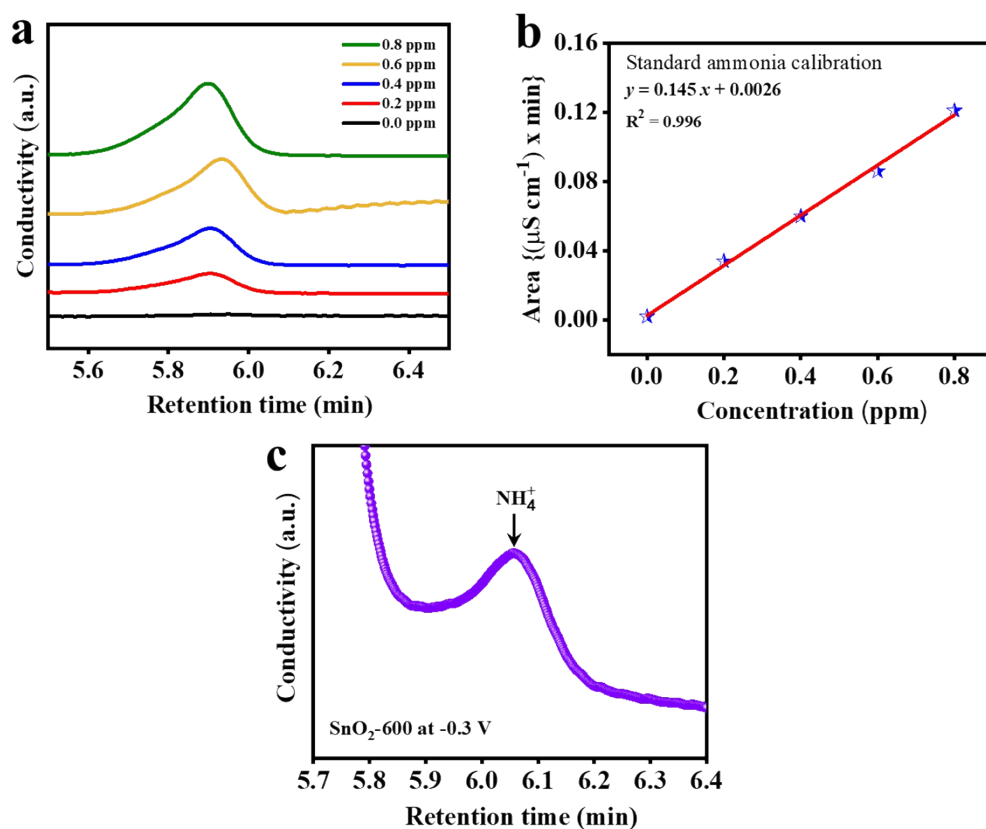 a
0.8 ppm
0.6 ppm
0.4 ppm
0.2 ppm
0.0 ppm
Conductivity (a.u.)
5.6 5.8 6.0 6.2 6.4
Retention time (min)
b
Standard ammonia calibration
y = 0.145 x + 0.0026
R² = 0.996
Area {(μS cm⁻¹) x min}
0.16
0.12
0.08
0.04
0.00
0.0 0.2 0.4 0.6 0.8
Concentration (ppm)
c
NH₄⁺
Conductivity (a.u.)
SnO₂-600 at -0.3 V
5.7 5.8 5.9 6.0 6.1 6.2 6.3 6.4
Retention time (min)